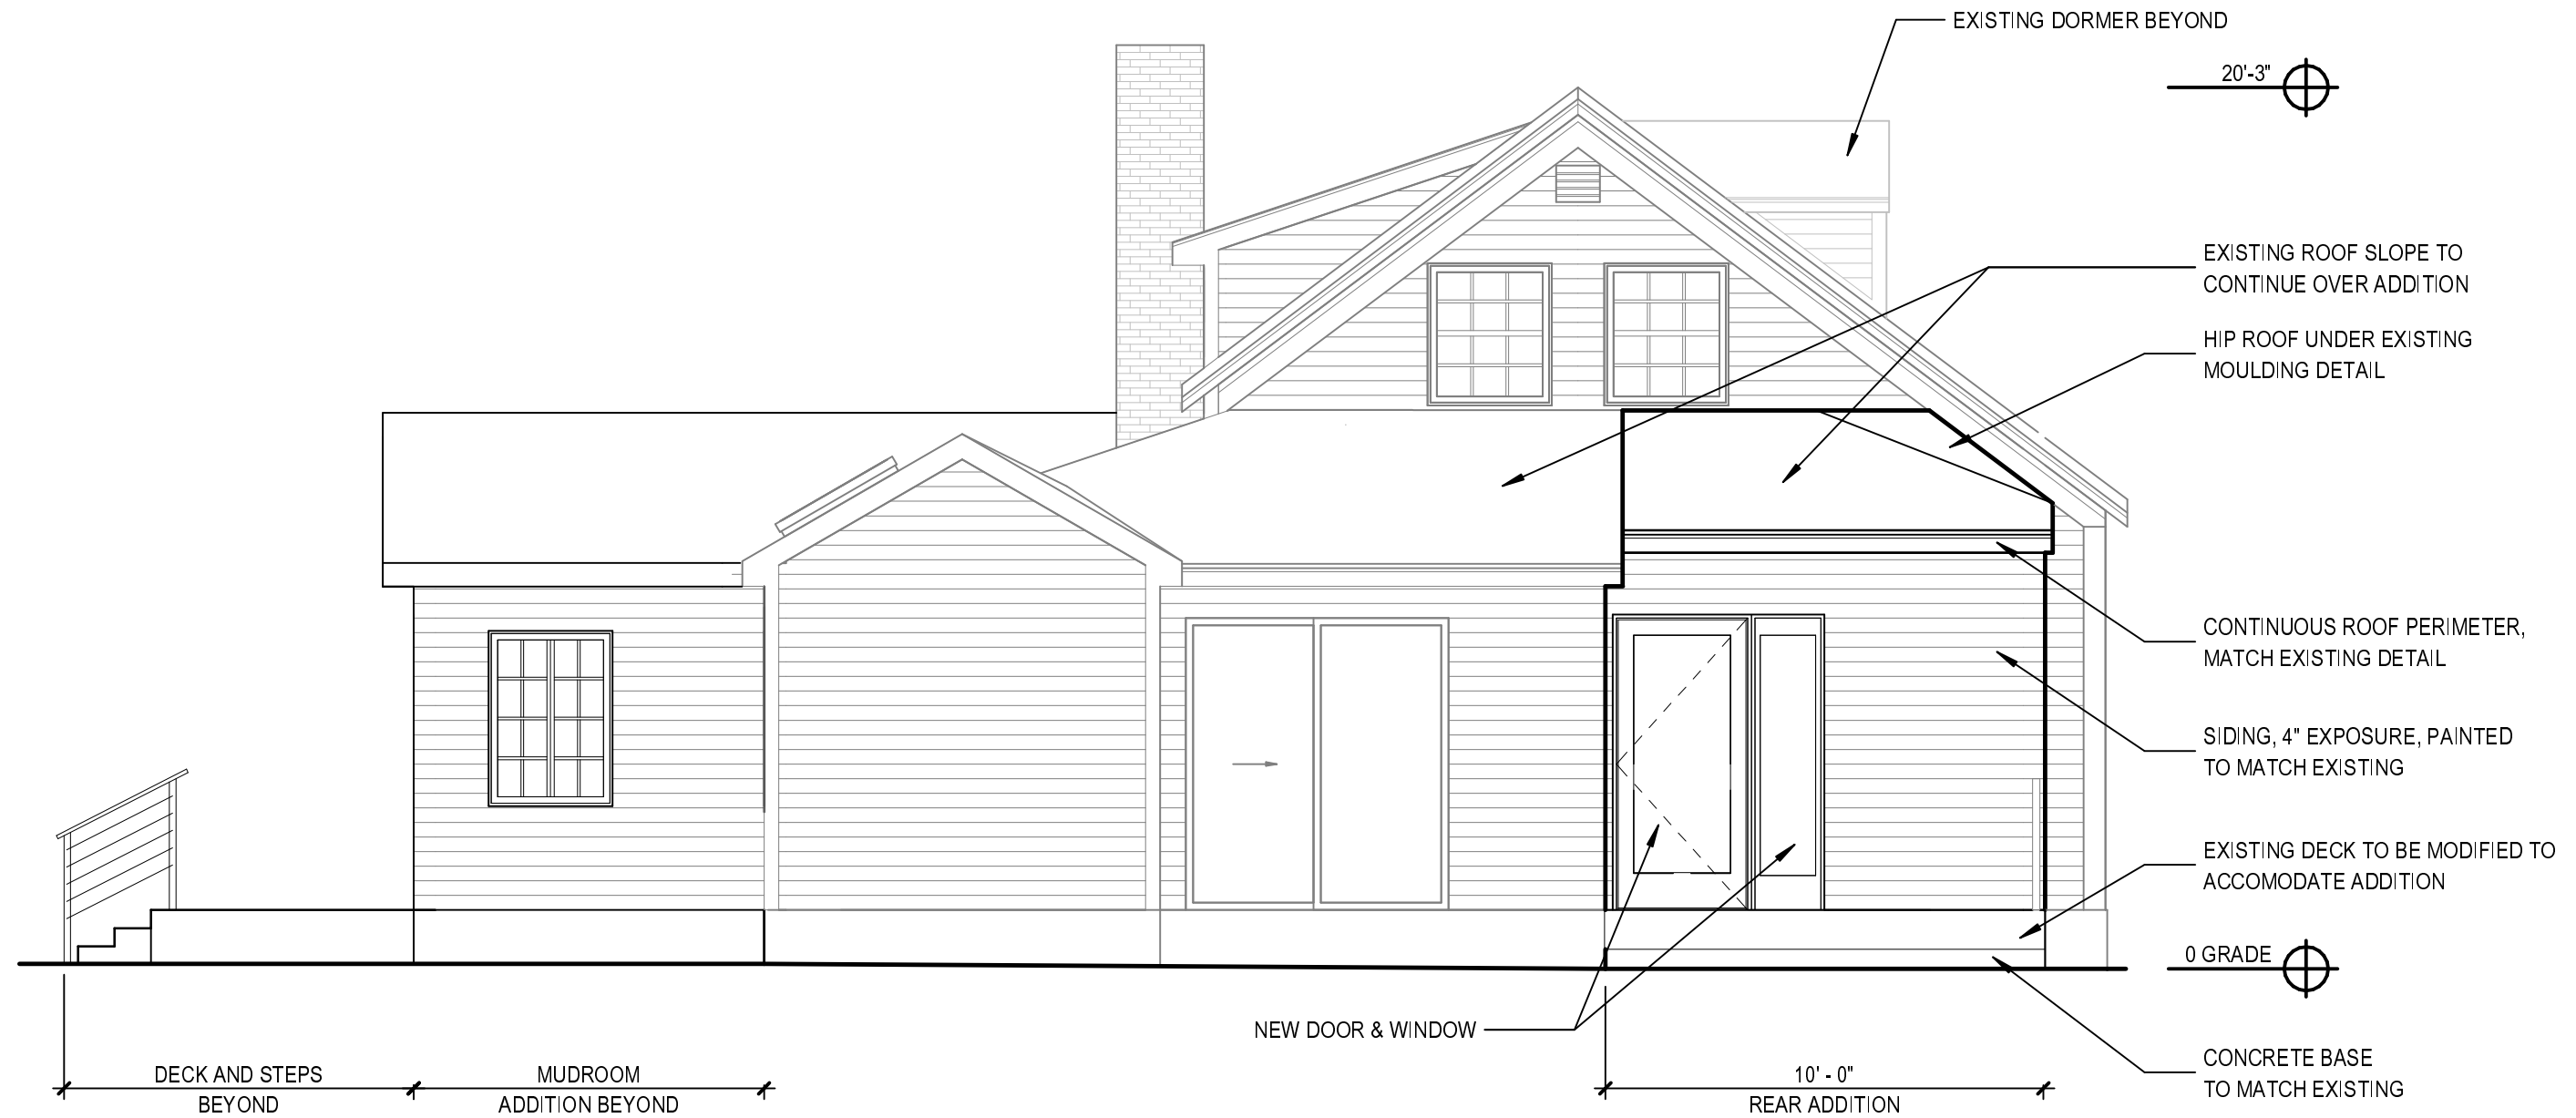 EXISTING DORMER BEYOND
20'-3"
EXISTING ROOF SLOPE TO
CONTINUE OVER ADDITION
HIP ROOF UNDER EXISTING
MOULDING DETAIL
CONTINUOUS ROOF PERIMETER,
MATCH EXISTING DETAIL
SIDING, 4" EXPOSURE, PAINTED
TO MATCH EXISTING
EXISTING DECK TO BE MODIFIED TO
ACCOMODATE ADDITION
0 GRADE
NEW DOOR & WINDOW
CONCRETE BASE
TO MATCH EXISTING
DECK AND STEPS
BEYOND
MUDROOM
ADDITION BEYOND
10' - 0"
REAR ADDITION